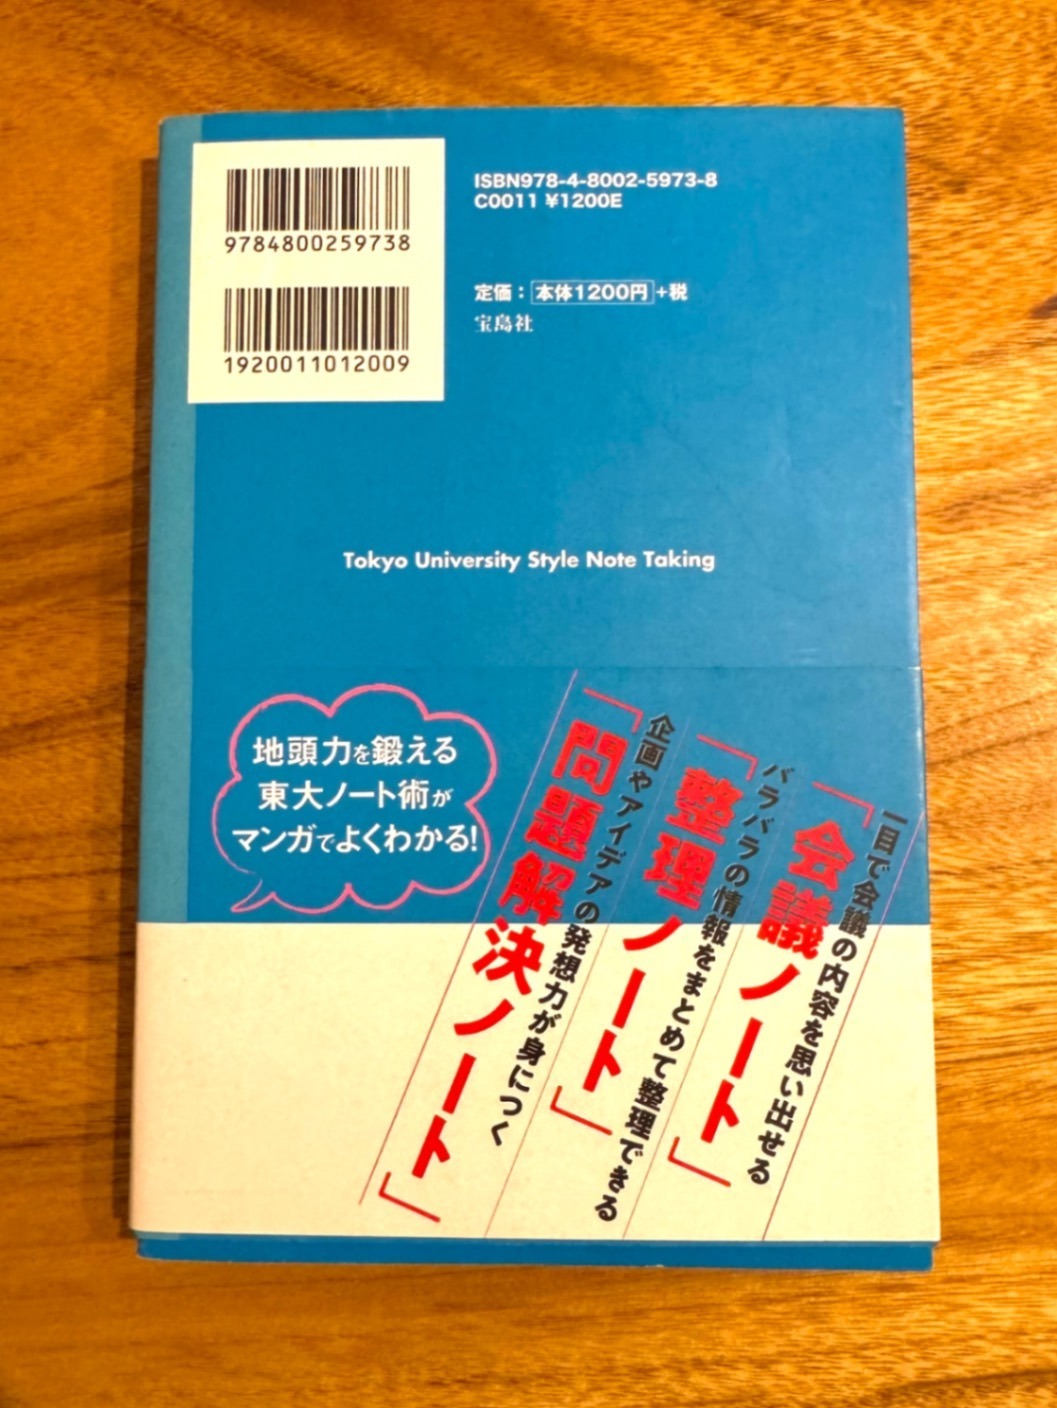 9784800259738
1920011012009
ISBN978-4-8002-5973-8
C0011 ¥1200E
定価：本体1200円+税
宝島社
Tokyo University Style Note Taking
地頭力を鍛える
東大ノート術が
マンガでよくわかる!
一目で会議の内容を思い出せる
「会議ノート」
バラバラの情報をまとめて整理できる
「整理ノート」
企画やアイデアの発想力が身につく
「問題解決ノート」